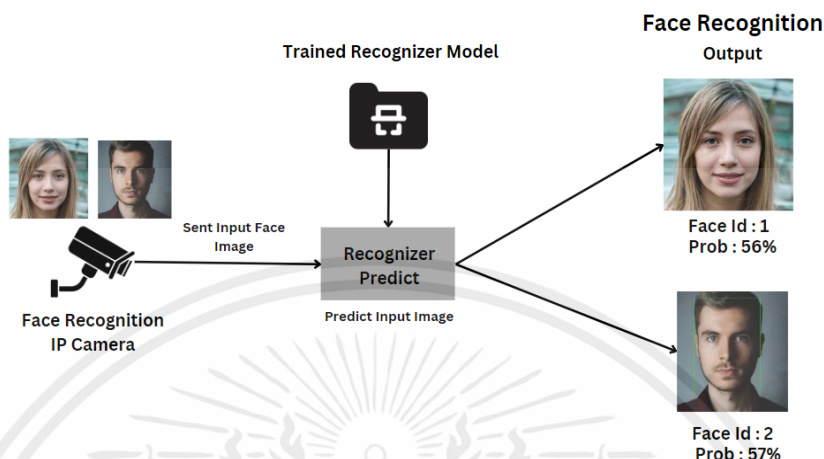 Face Recognition
Output
Trained Recognizer Model
Sent Input Face
Image
Recognizer
Predict
Predict Input Image
Face Recognition
IP Camera
Face Id : 1
Prob : 56%
Face Id : 2
Prob : 57%